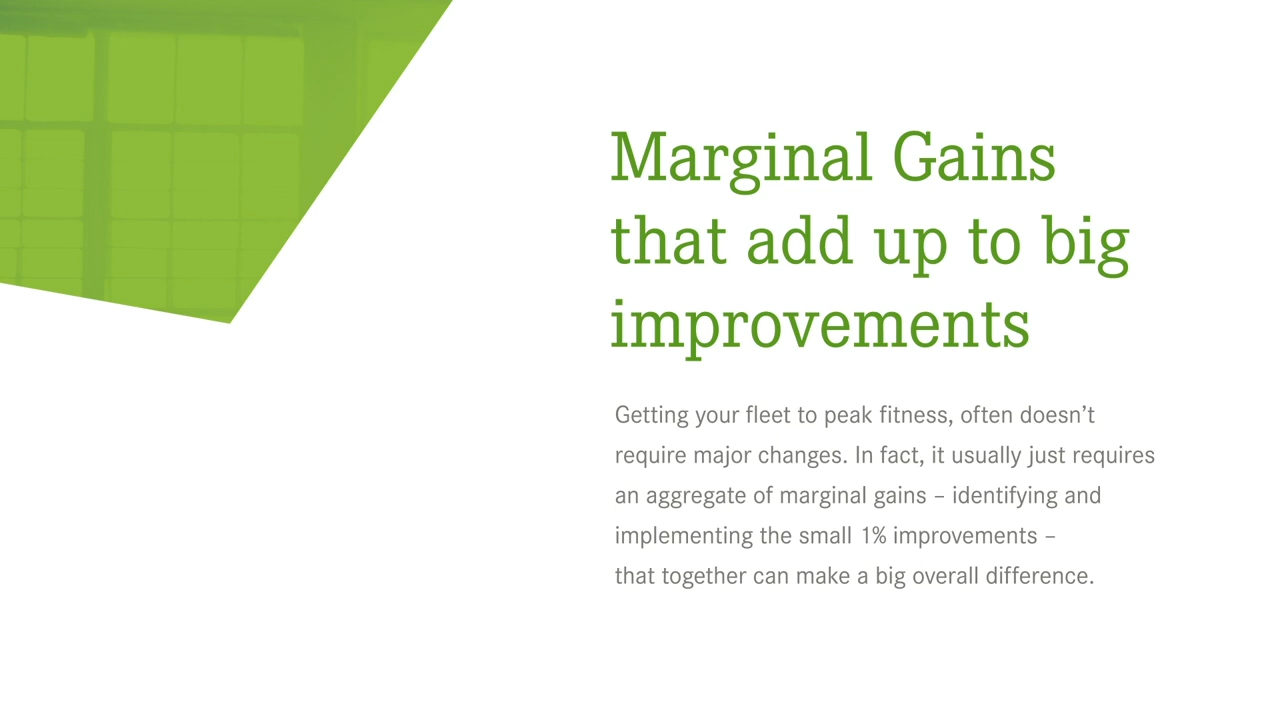 Marginal Gains
that add up to big
improvements
Getting your fleet to peak fitness, often doesn’t
require major changes. In fact, it usually just requires
an aggregate of marginal gains – identifying and
implementing the small 1% improvements –
that together can make a big overall difference.